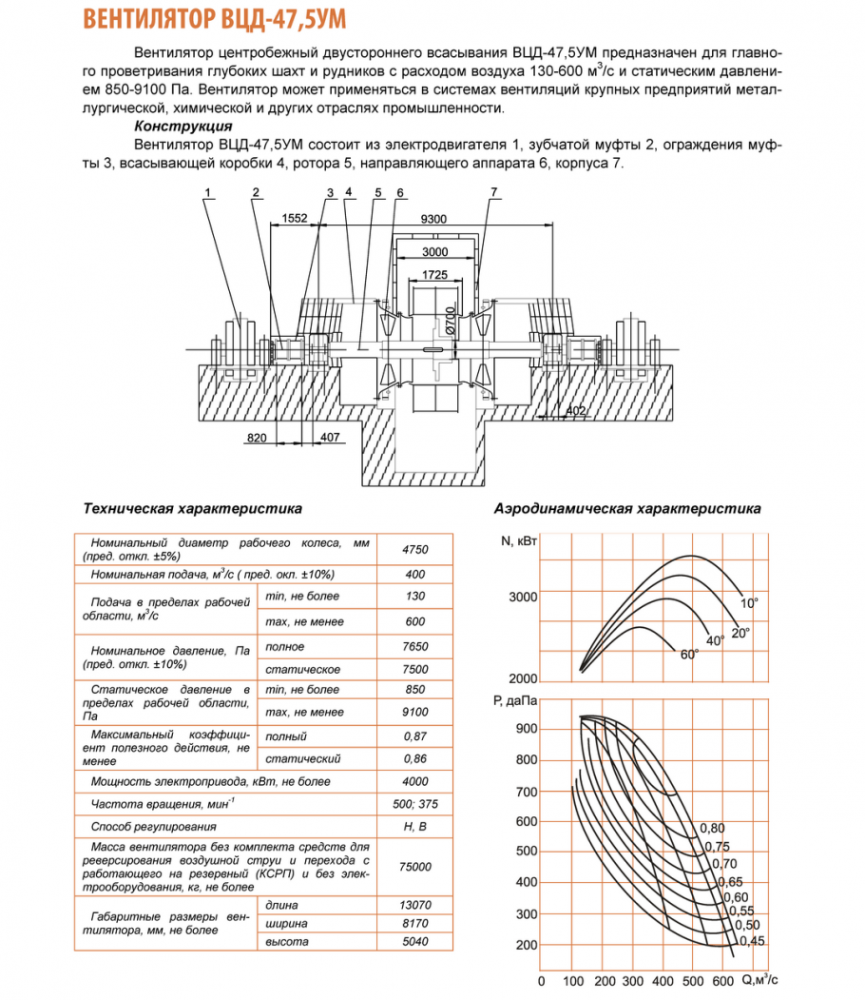 ВЕНТИЛЯТОР ВЦД-47,5УМ
Вентилятор центробежный двустороннего всасывания ВЦД-47,5УМ предназначен для главно-
го проветривания глубоких шахт и рудников с расходом воздуха 130-600 м³/с и статическим давлени-
ем 850-9100 Па. Вентилятор может применяться в системах вентиляций крупных предприятий метал-
лургической, химической и других отраслях промышленности.
Конструкция
Вентилятор ВЦД-47,5УМ состоит из электродвигателя 1, зубчатой муфты 2, ограждения муф-
ты 3, всасывающей коробки 4, ротора 5, направляющего аппарата 6, корпуса 7.
1 2 3 4 5 6 7
1552 9300
3000
1725
Ø700
402
820 407
Техническая характеристика
Номинальный диаметр рабочего колеса, мм
(пред. откл. ±5%) 4750
Номинальная подача, м³/с ( пред. окл. ±10%) 400
Подача в пределах рабочей
области, м³/с
min, не более 130
max, не менее 600
Номинальное давление, Па
(пред. откл. ±10%)
полное 7650
статическое 7500
Статическое давление в
пределах рабочей области,
Па
min, не более 850
max, не менее 9100
Максимальный коэффици-
ент полезного действия, не
менее
полный 0,87
статический 0,86
Мощность электропривода, кВт, не более 4000
Частота вращения, мин⁻¹ 500; 375
Способ регулирования Н, В
Масса вентилятора без комплекта средств для
реверсирования воздушной струи и перехода с
работающего на резервный (КСРП) и без элек-
трооборудования, кг, не более 75000
Габаритные размеры вен-
тилятора, мм, не более
длина 13070
ширина 8170
высота 5040
Аэродинамическая характеристика
N, кВт
3000
2000
10°
20°
40°
60°
P, даПа
900
800
700
600
500
400
300
200
0,80
0,75
0,70
0,65
0,60
0,55
0,50
0,45
0 100 200 300 400 500 600 Q,м³/с